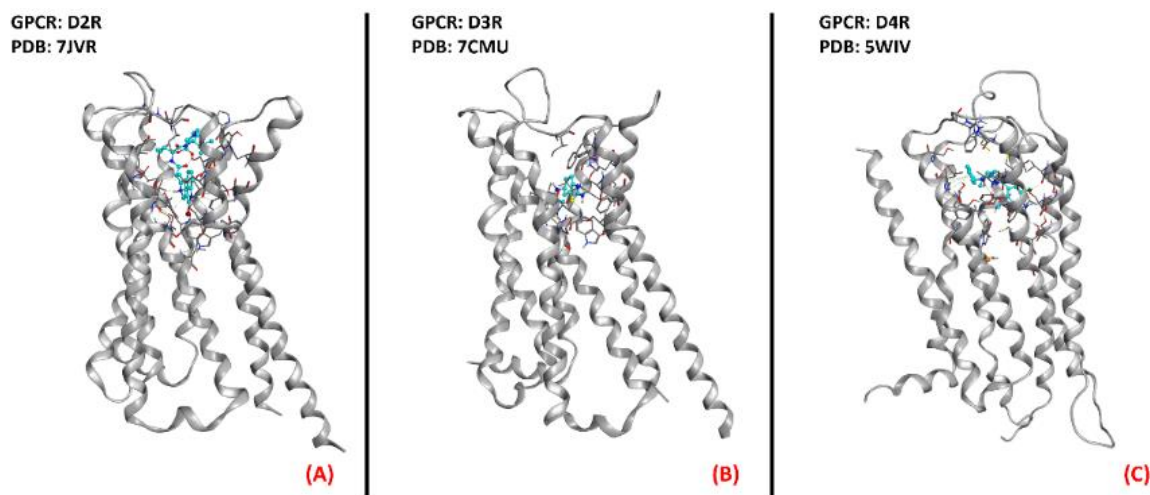 GPCR: D2R
PDB: 7JVR
(A)
GPCR: D3R
PDB: 7CMU
(B)
GPCR: D4R
PDB: 5WIV
(C)